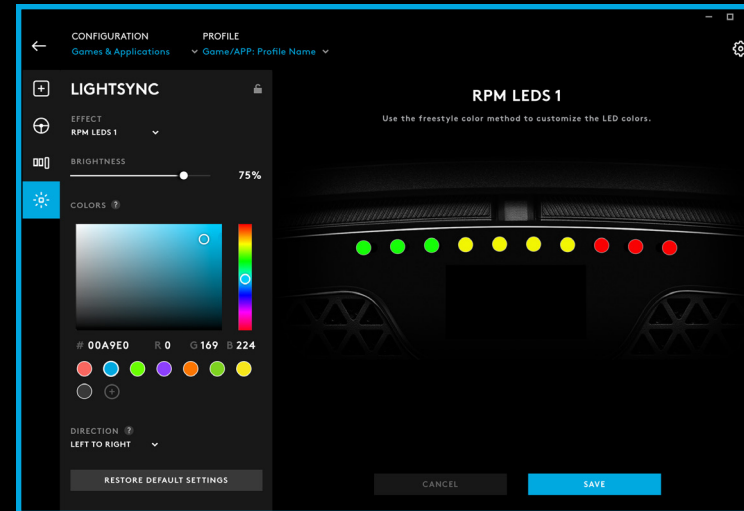 CONFIGURATION
PROFILE
Games & Applications
Game/APP: Profile Name
LIGHTSYNC
EFFECT
RPM LEDS 1
BRIGHTNESS
75%
COLORS ?
# 00A9E0 R 0 G 169 B 224
DIRECTION ?
LEFT TO RIGHT
RESTORE DEFAULT SETTINGS
RPM LEDS 1
Use the freestyle color method to customize the LED colors.
CANCEL
SAVE